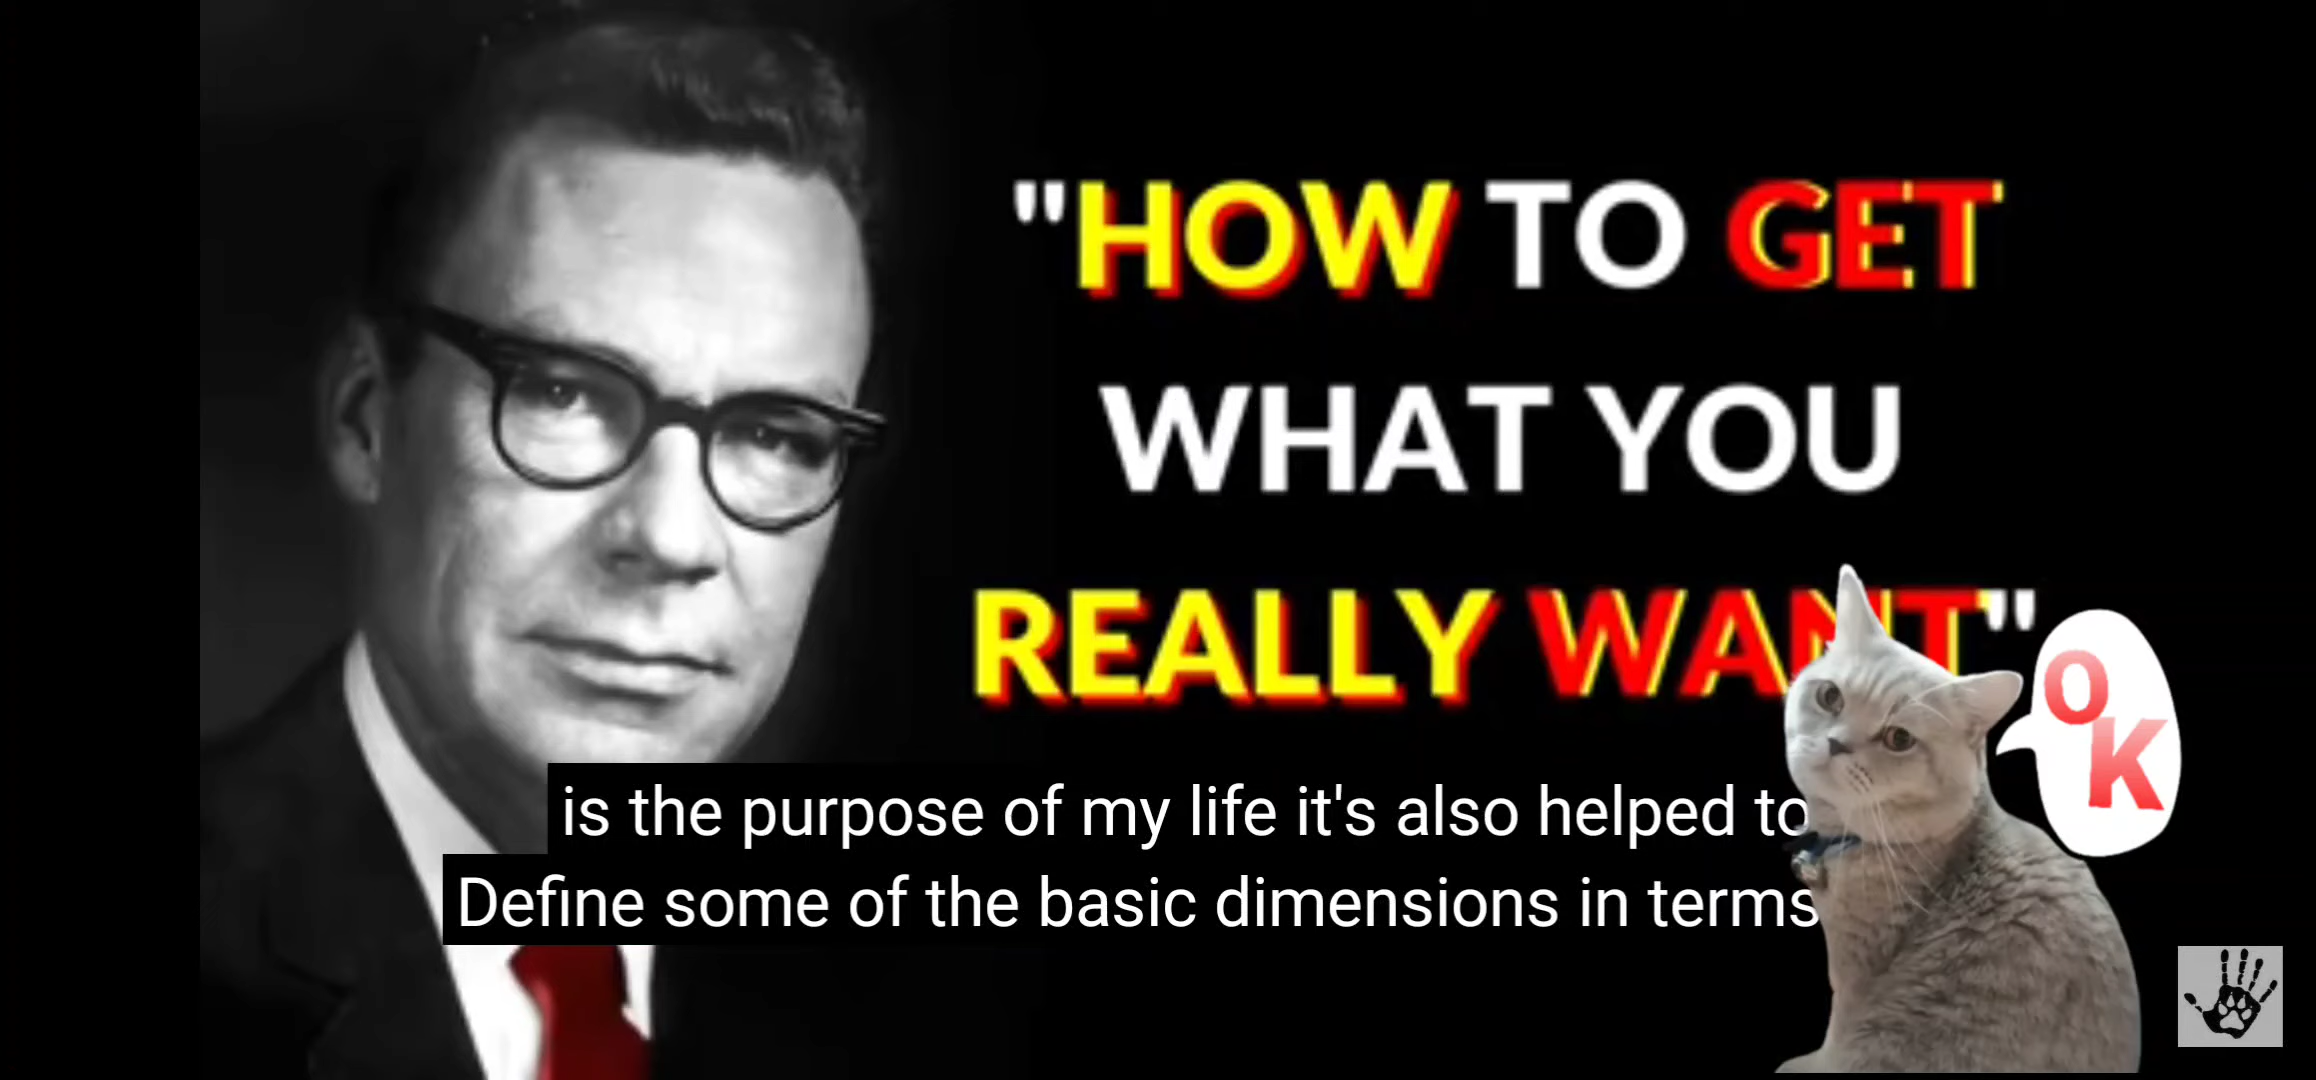 "HOW TO GET
WHAT YOU
REALLY WANT"
OK
is the purpose of my life it's also helped to
Define some of the basic dimensions in terms